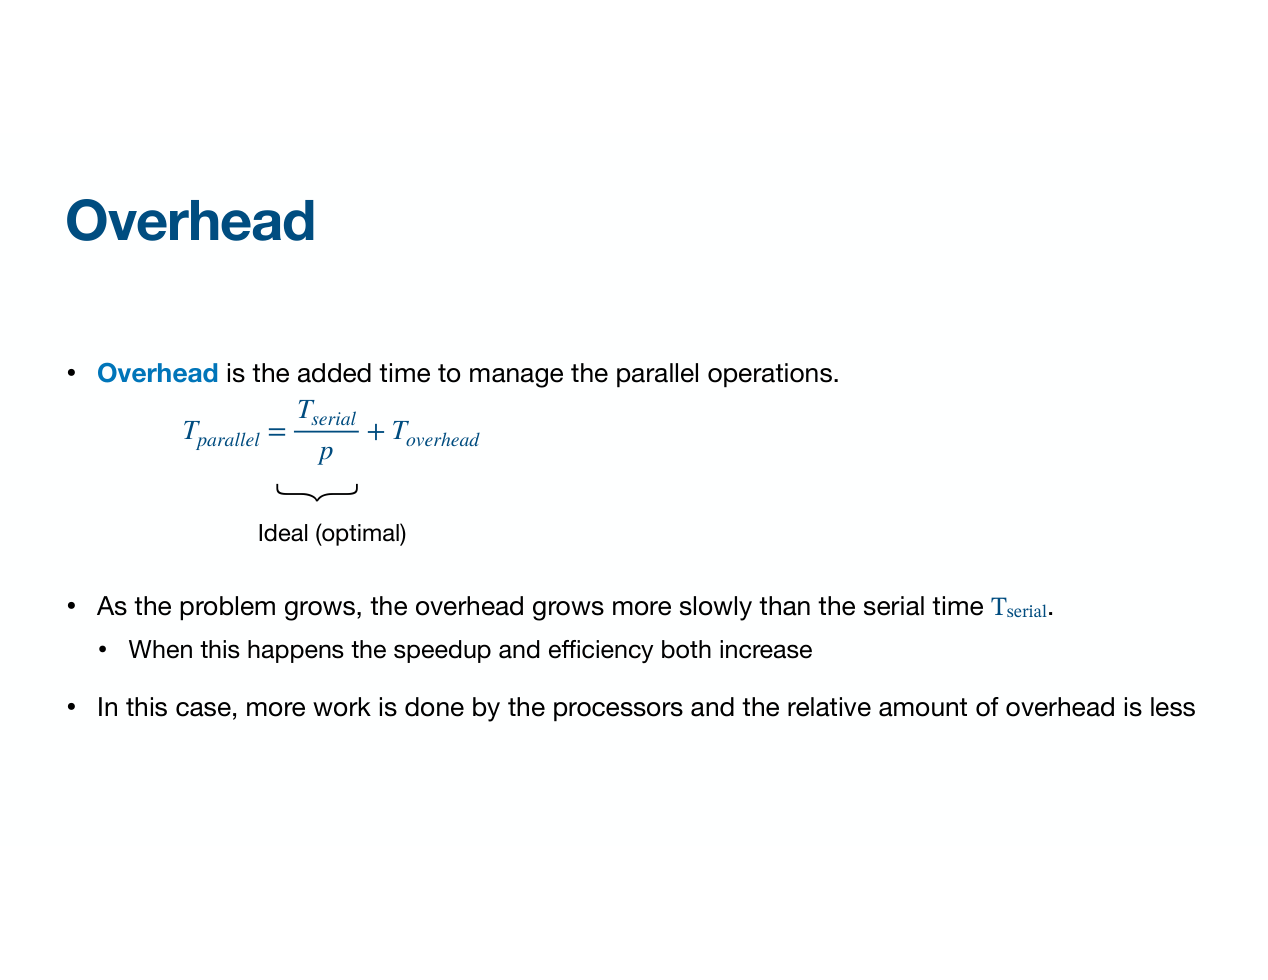 Overhead
• Overhead is the added time to manage the parallel operations.
T_parallel = T_serial / p + T_overhead
Ideal (optimal)
• As the problem grows, the overhead grows more slowly than the serial time T_serial.
• When this happens the speedup and efficiency both increase
• In this case, more work is done by the processors and the relative amount of overhead is less